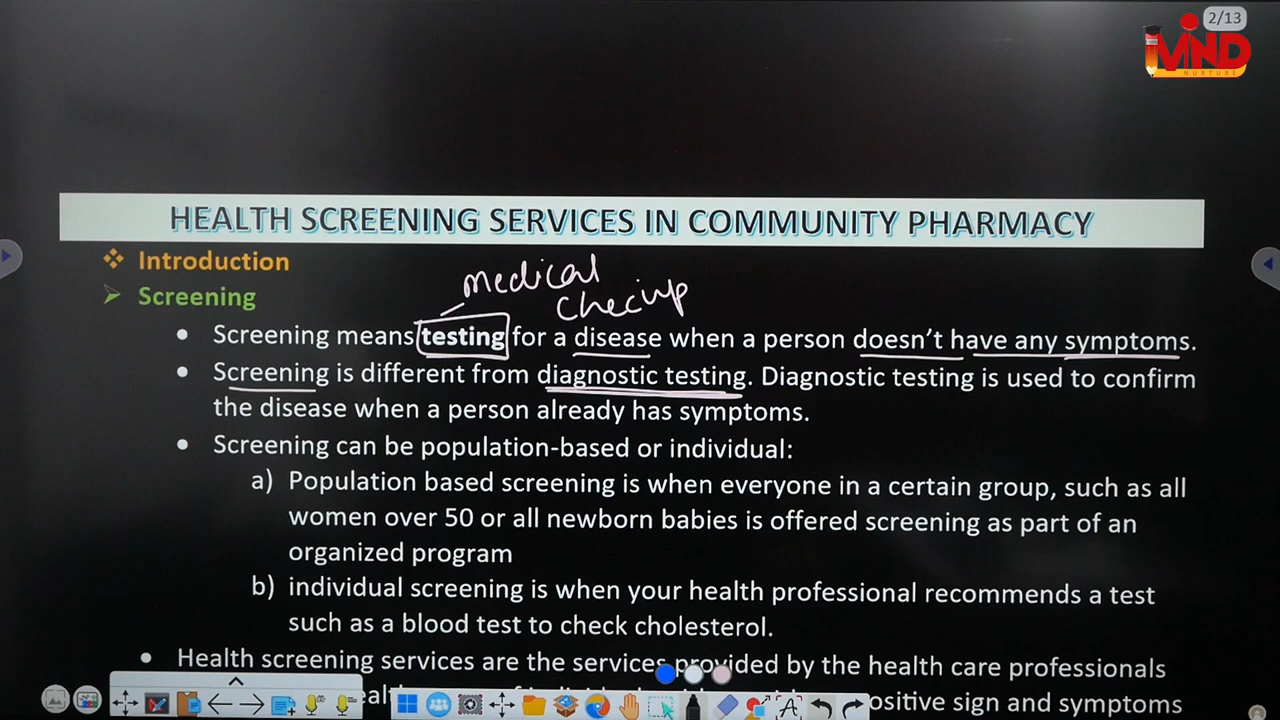 2/13
MIND
NURTURE
HEALTH SCREENING SERVICES IN COMMUNITY PHARMACY
Introduction
medical
checup
Screening
Screening means testing for a disease when a person doesn't have any symptoms.
Screening is different from diagnostic testing. Diagnostic testing is used to confirm
the disease when a person already has symptoms.
Screening can be population-based or individual:
a) Population based screening is when everyone in a certain group, such as all
women over 50 or all newborn babies is offered screening as part of an
organized program
b) individual screening is when your health professional recommends a test
such as a blood test to check cholesterol.
Health screening services are the services provided by the health care professionals
ositive sign and symptoms